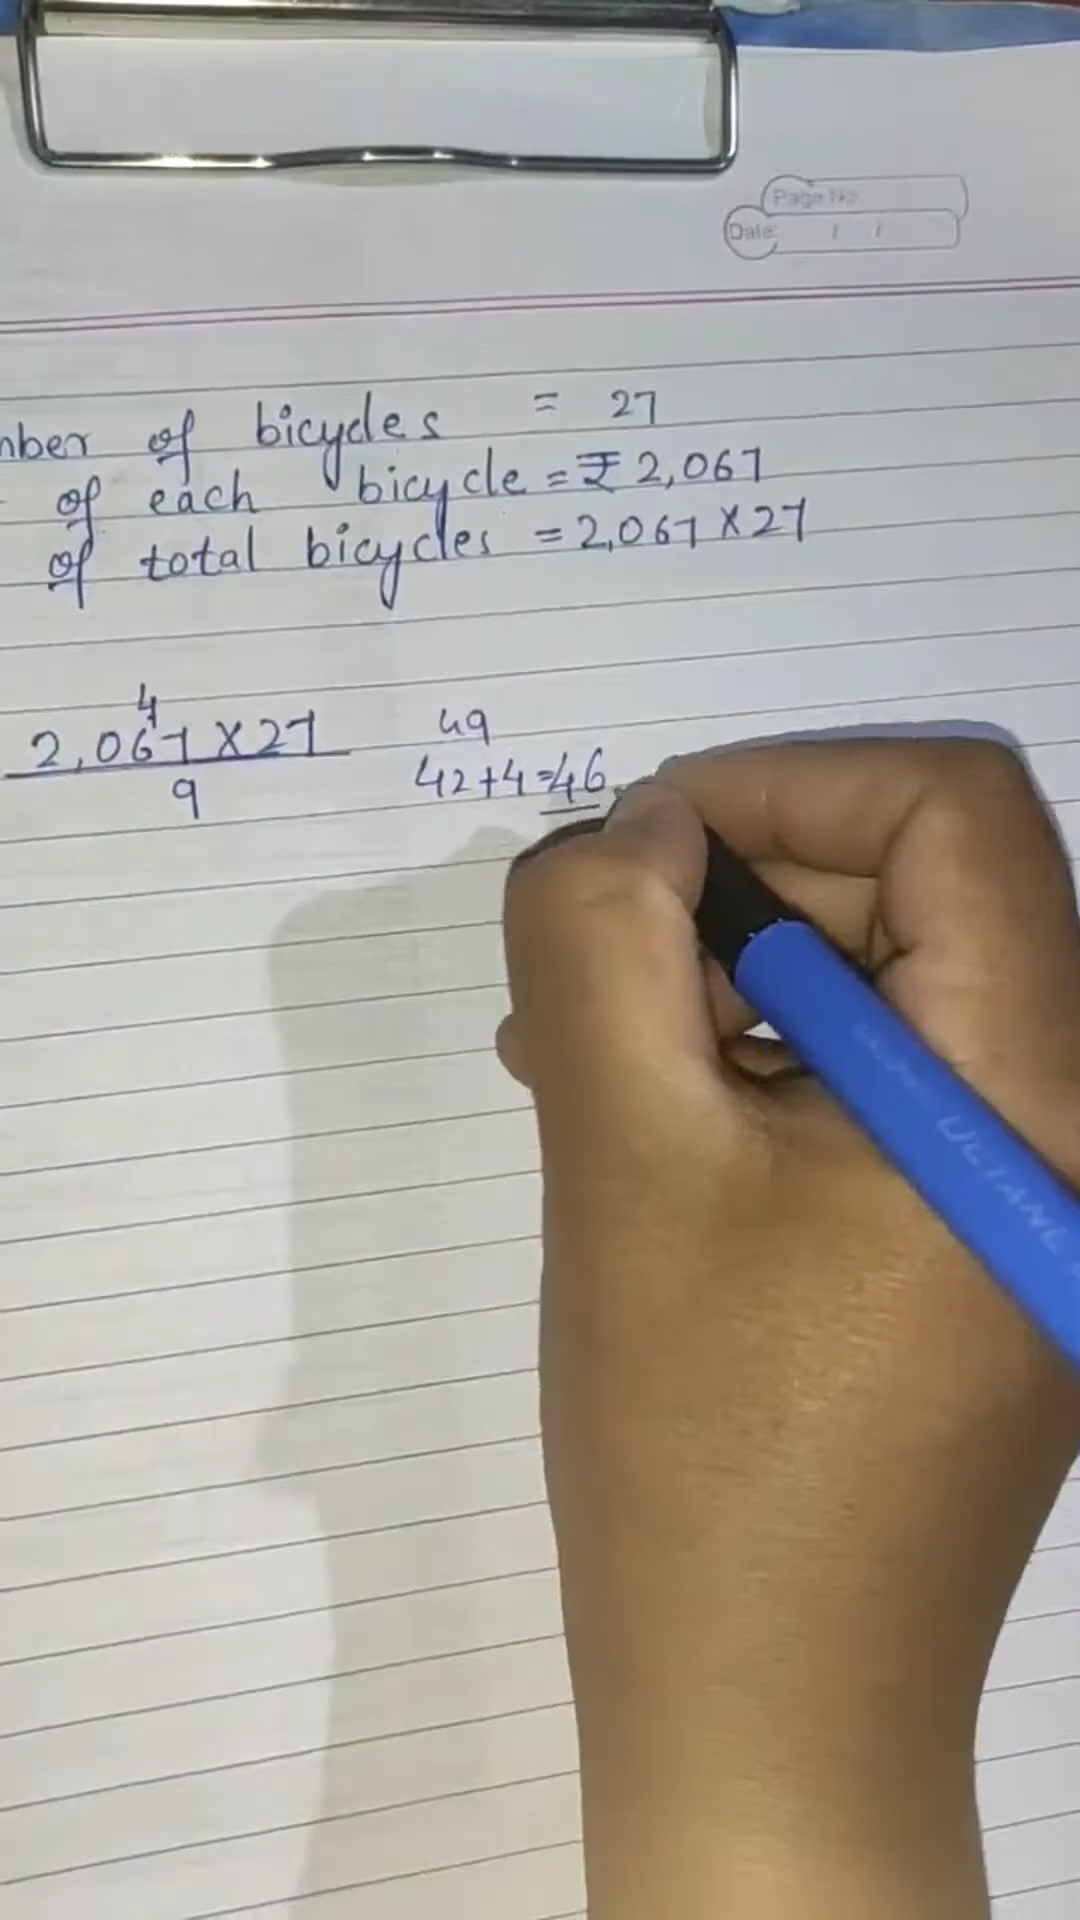 Page No.
Date: / /
of bicycles = 27
of each bicycle = ₹ 2,067
of total bicycles = 2,067 × 27
4
2,067 × 27
9
49
42+4=46